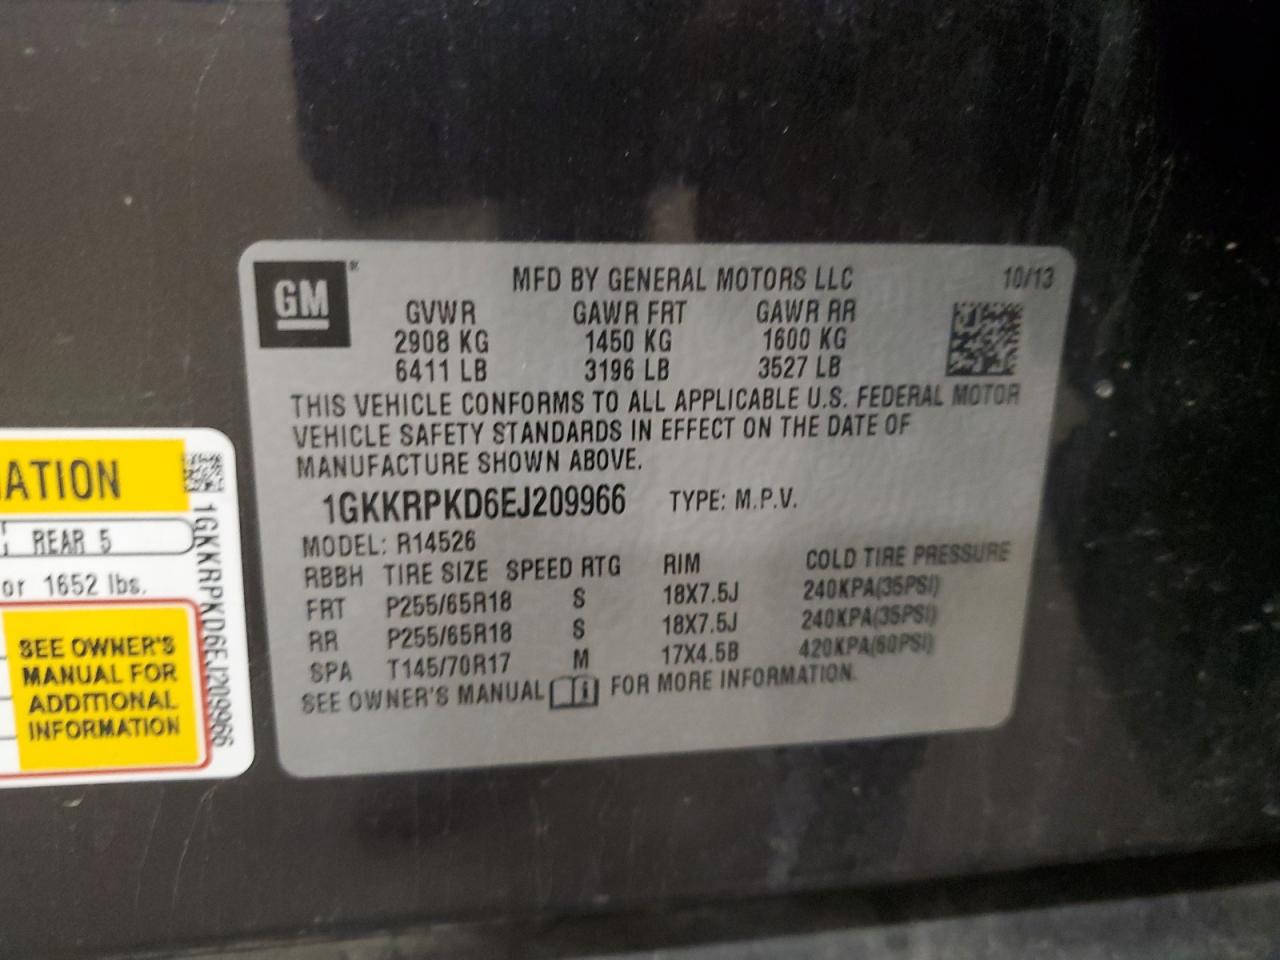 GM®
MFD BY GENERAL MOTORS LLC 10/13
GVWR GAWR FRT GAWR RR
2908 KG 1450 KG 1600 KG
6411 LB 3196 LB 3527 LB
THIS VEHICLE CONFORMS TO ALL APPLICABLE U.S. FEDERAL MOTOR
VEHICLE SAFETY STANDARDS IN EFFECT ON THE DATE OF
MANUFACTURE SHOWN ABOVE.
1GKKRPKD6EJ209966 TYPE: M.P.V.
MODEL: R14526
RBBH TIRE SIZE SPEED RTG RIM COLD TIRE PRESSURE
FRT P255/65R18 S 18X7.5J 240KPA(35PSI)
RR P255/65R18 S 18X7.5J 240KPA(35PSI)
SPA T145/70R17 M 17X4.5B 420KPA(60PSI)
SEE OWNER'S MANUAL FOR MORE INFORMATION.
ATION
REAR 5
or 1652 lbs.
SEE OWNER'S
MANUAL FOR
ADDITIONAL
INFORMATION
1GKKRPKD6EJ209966